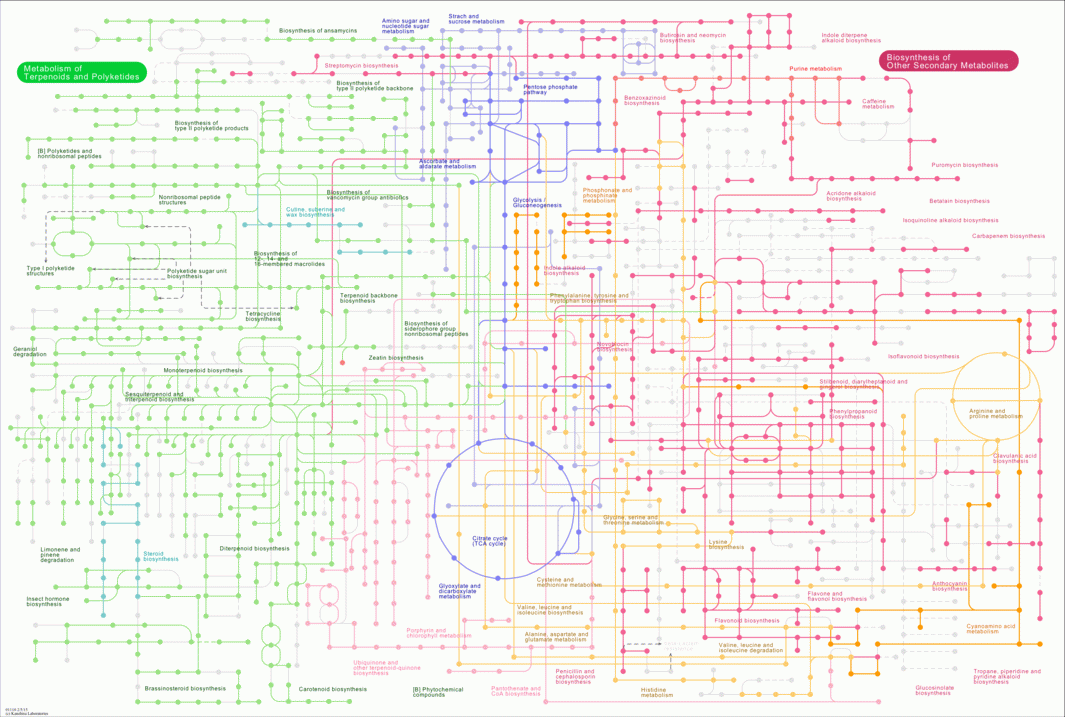 Biosynthesis of ansamycins
Amino sugar and
nucleotide sugar
metabolism
Strach and
sucrose metabolism
Butirosin and neomycin
biosynthesis
Indole diterpene
alkaloid biosynthesis
Metabolism of
Terpenoids and Polyketides
Streptomycin biosynthesis
Purine metabolism
Biosynthesis of
Other Secondary Metabolites
Biosynthesis of
type II polyketide backbone
Pentose phosphate
pathway
Benzoxazinoid
biosynthesis
Caffeine
metabolism
Biosynthesis of
type II polyketide products
[B] Polyketides and
nonribosomal peptides
Ascorbate and
aldarate metabolism
Puromycin biosynthesis
Nonribosomal peptide
structures
Biosynthesis of
vancomycin group antibiotics
Glycolysis /
Gluconeogenesis
Phosphonate and
phosphinate
metabolism
Acridone alkaloid
biosynthesis
Betalain biosynthesis
Cutine, suberine and
wax biosynthesis
Isoquinoline alkaloid biosynthesis
Carbapenem biosynthesis
Type I polyketide
structures
Polyketide sugar unit
biosynthesis
Biosynthesis of
12-, 14- and
16-membered macrolides
Indole alkaloid
biosynthesis
Tetracycline
biosynthesis
Terpenoid backbone
biosynthesis
Phenylalanine, tyrosine and
tryptophan biosynthesis
Biosynthesis of
siderophore group
nonribosomal peptides
Geraniol
degradation
Zeatin biosynthesis
Novobiocin
biosynthesis
Isoflavonoid biosynthesis
Monoterpenoid biosynthesis
Sesquiterpenoid and
triterpenoid biosynthesis
Stilbenoid, diarylheptanoid and
gingerol biosynthesis
Phenylpropanoid
biosynthesis
Arginine and
proline metabolism
Clavulanic acid
biosynthesis
Glycine, serine and
threonine metabolism
Citrate cycle
(TCA cycle)
Lysine
biosynthesis
Limonene and
pinene
degradation
Steroid
biosynthesis
Diterpenoid biosynthesis
Cysteine and
methionine metabolism
Glyoxylate and
dicarboxylate
metabolism
Anthocyanin
biosynthesis
Flavone and
flavonol biosynthesis
Insect hormone
biosynthesis
Valine, leucine and
isoleucine biosynthesis
Flavonoid biosynthesis
Cyanoamino acid
metabolism
Porphyrin and
chlorophyll metabolism
Alanine, aspartate and
glutamate metabolism
Valine, leucine and
isoleucine degradation
Ubiquinone and
other terpenoid-quinone
biosynthesis
Penicillin and
cephalosporin
biosynthesis
Tropane, piperidine and
pyridine alkaloid
biosynthesis
Brassinosteroid biosynthesis
Carotenoid biosynthesis
[B] Phytochemical
compounds
Pantothenate and
CoA biosynthesis
Histidine
metabolism
Glucosinolate
biosynthesis
(c) Kanehisa Laboratories